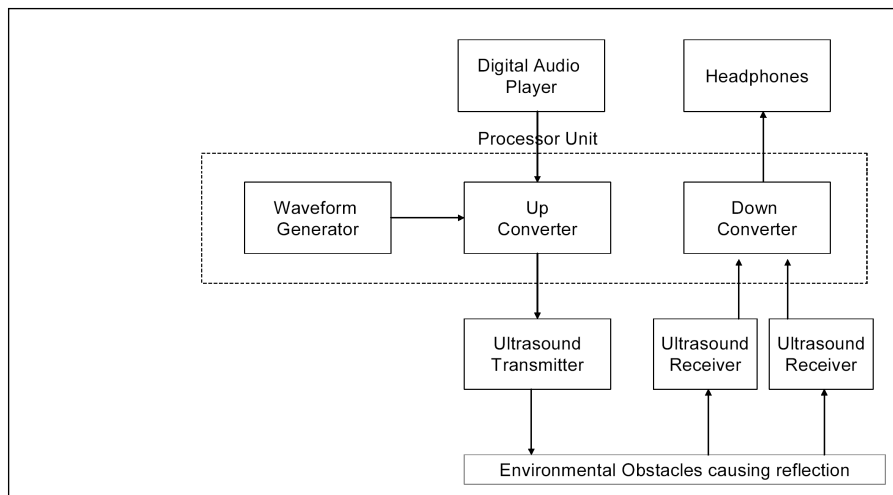 Digital Audio
Player
Headphones
Processor Unit
Waveform
Generator
Up
Converter
Down
Converter
Ultrasound
Transmitter
Ultrasound
Receiver
Ultrasound
Receiver
Environmental Obstacles causing reflection